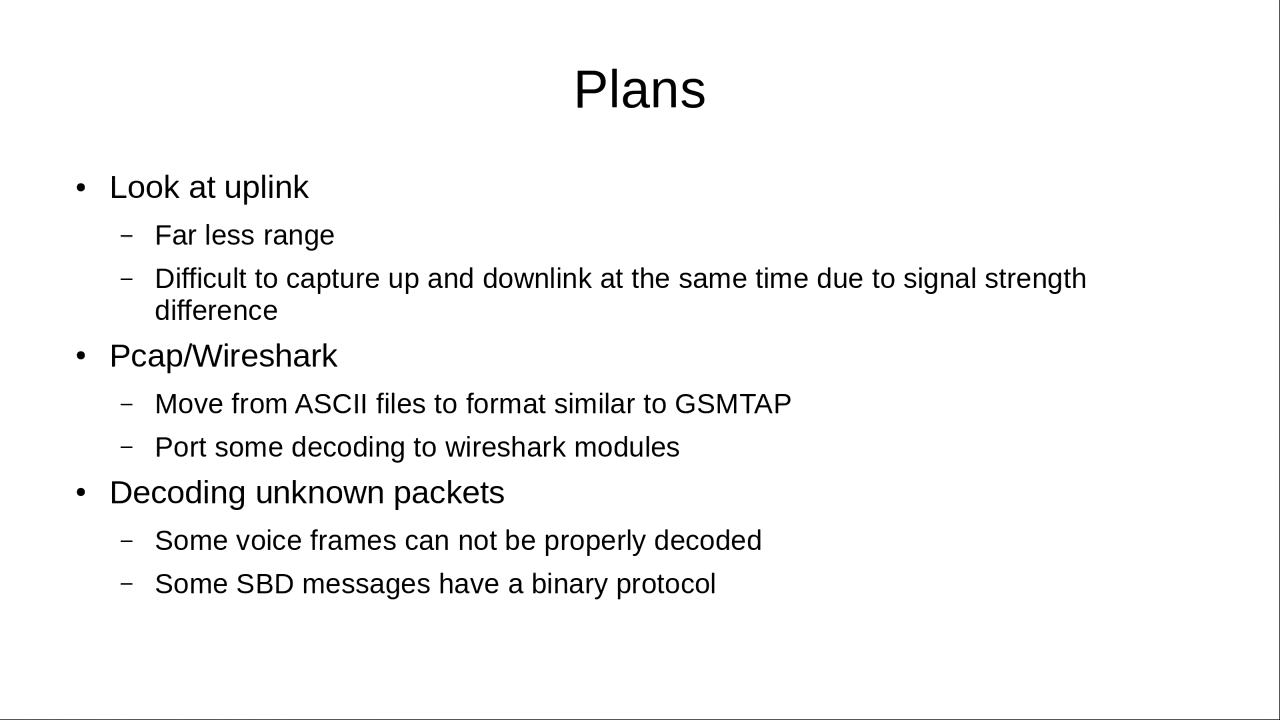 Plans
• Look at uplink
– Far less range
– Difficult to capture up and downlink at the same time due to signal strength
difference
• Pcap/Wireshark
– Move from ASCII files to format similar to GSMTAP
– Port some decoding to wireshark modules
• Decoding unknown packets
– Some voice frames can not be properly decoded
– Some SBD messages have a binary protocol